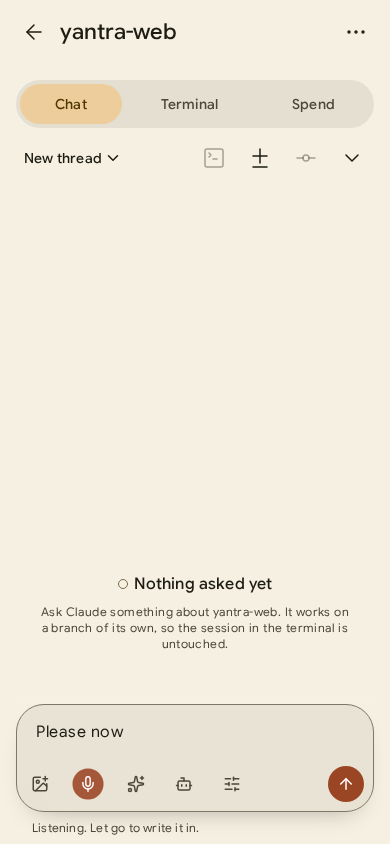 yantra-web
Chat
Terminal
Spend
New thread
Nothing asked yet
Ask Claude something about yantra-web. It works on
a branch of its own, so the session in the terminal is
untouched.
Please now
Listening. Let go to write it in.